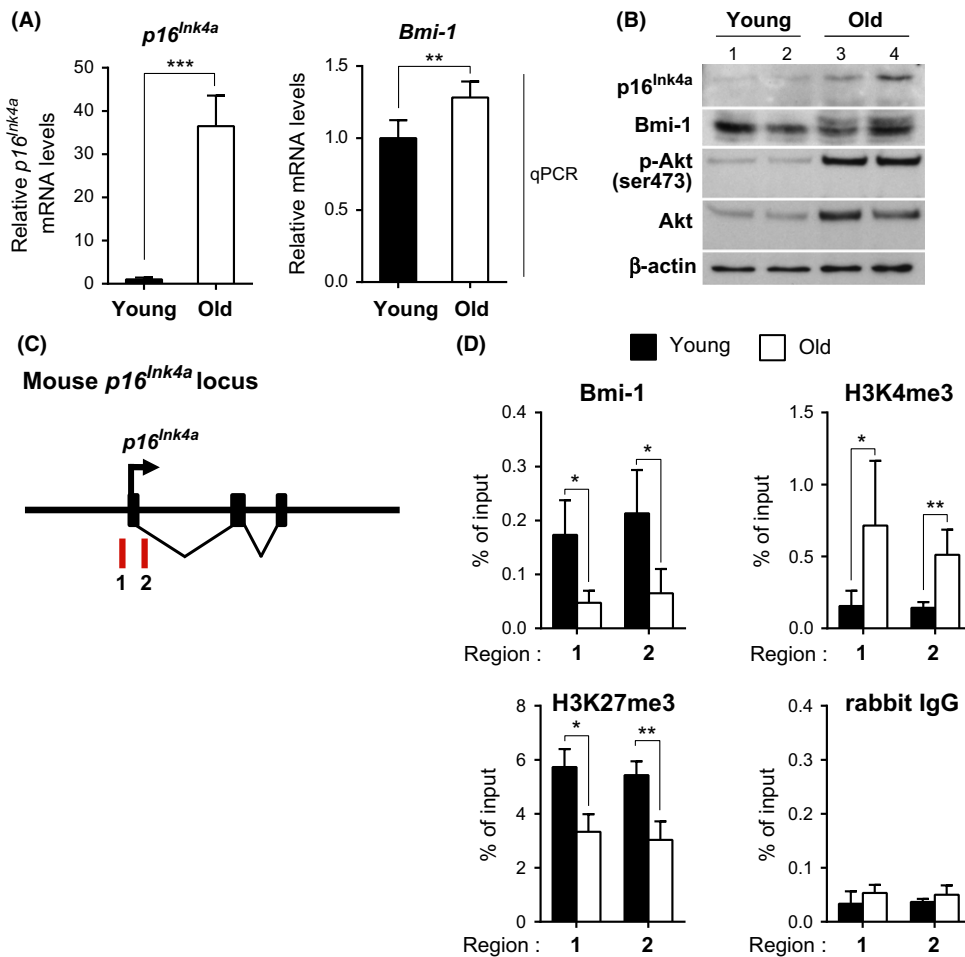 (A)
p16Ink4a
***
Relative p16Ink4a
mRNA levels
50
40
30
20
10
0
Young Old
Bmi-1
**
Relative mRNA levels
1.5
1.0
0.5
0.0
Young Old
qPCR
(B)
Young Old
1 2 3 4
p16Ink4a
Bmi-1
p-Akt
(ser473)
Akt
β-actin
(C)
Mouse p16Ink4a locus
p16Ink4a
1 2
(D)
Young Old
Bmi-1
% of input
0.4
0.3
0.2
0.1
0.0
* *
Region : 1 2
H3K4me3
% of input
1.5
1.0
0.5
0.0
* **
Region : 1 2
H3K27me3
% of input
8
6
4
2
0
* **
Region : 1 2
rabbit IgG
% of input
0.4
0.3
0.2
0.1
0.0
Region : 1 2